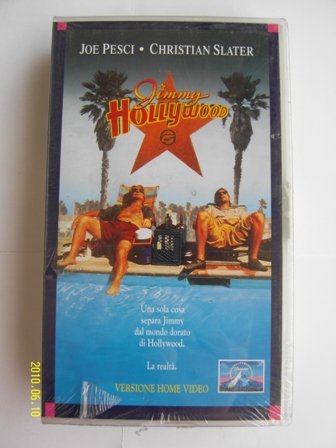 JOE PESCI • CHRISTIAN SLATER
Jimmy
HOLLYWOOD
Una sola cosa
separa Jimmy
dal mondo dorato
di Hollywood.
La realtà.
VERSIONE HOME VIDEO
Paramount
2010.06.10